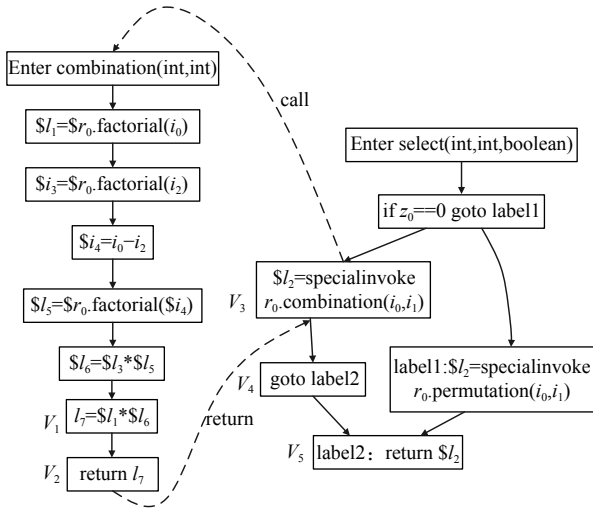 Enter combination(int,int)
$l₁=$r₀.factorial(i₀)
$i₃=$r₀.factorial(i₂)
$i₄=i₀−i₂
$l₅=$r₀.factorial($i₄)
$l₆=$l₃*$l₅
V₁
l₇=$l₁*$l₆
V₂
return l₇
call
return
Enter select(int,int,boolean)
if z₀==0 goto label1
$l₂=specialinvoke
r₀.combination(i₀,i₁)
V₃
V₄
goto label2
label1:$l₂=specialinvoke
r₀.permutation(i₀,i₁)
V₅
label2：return $l₂